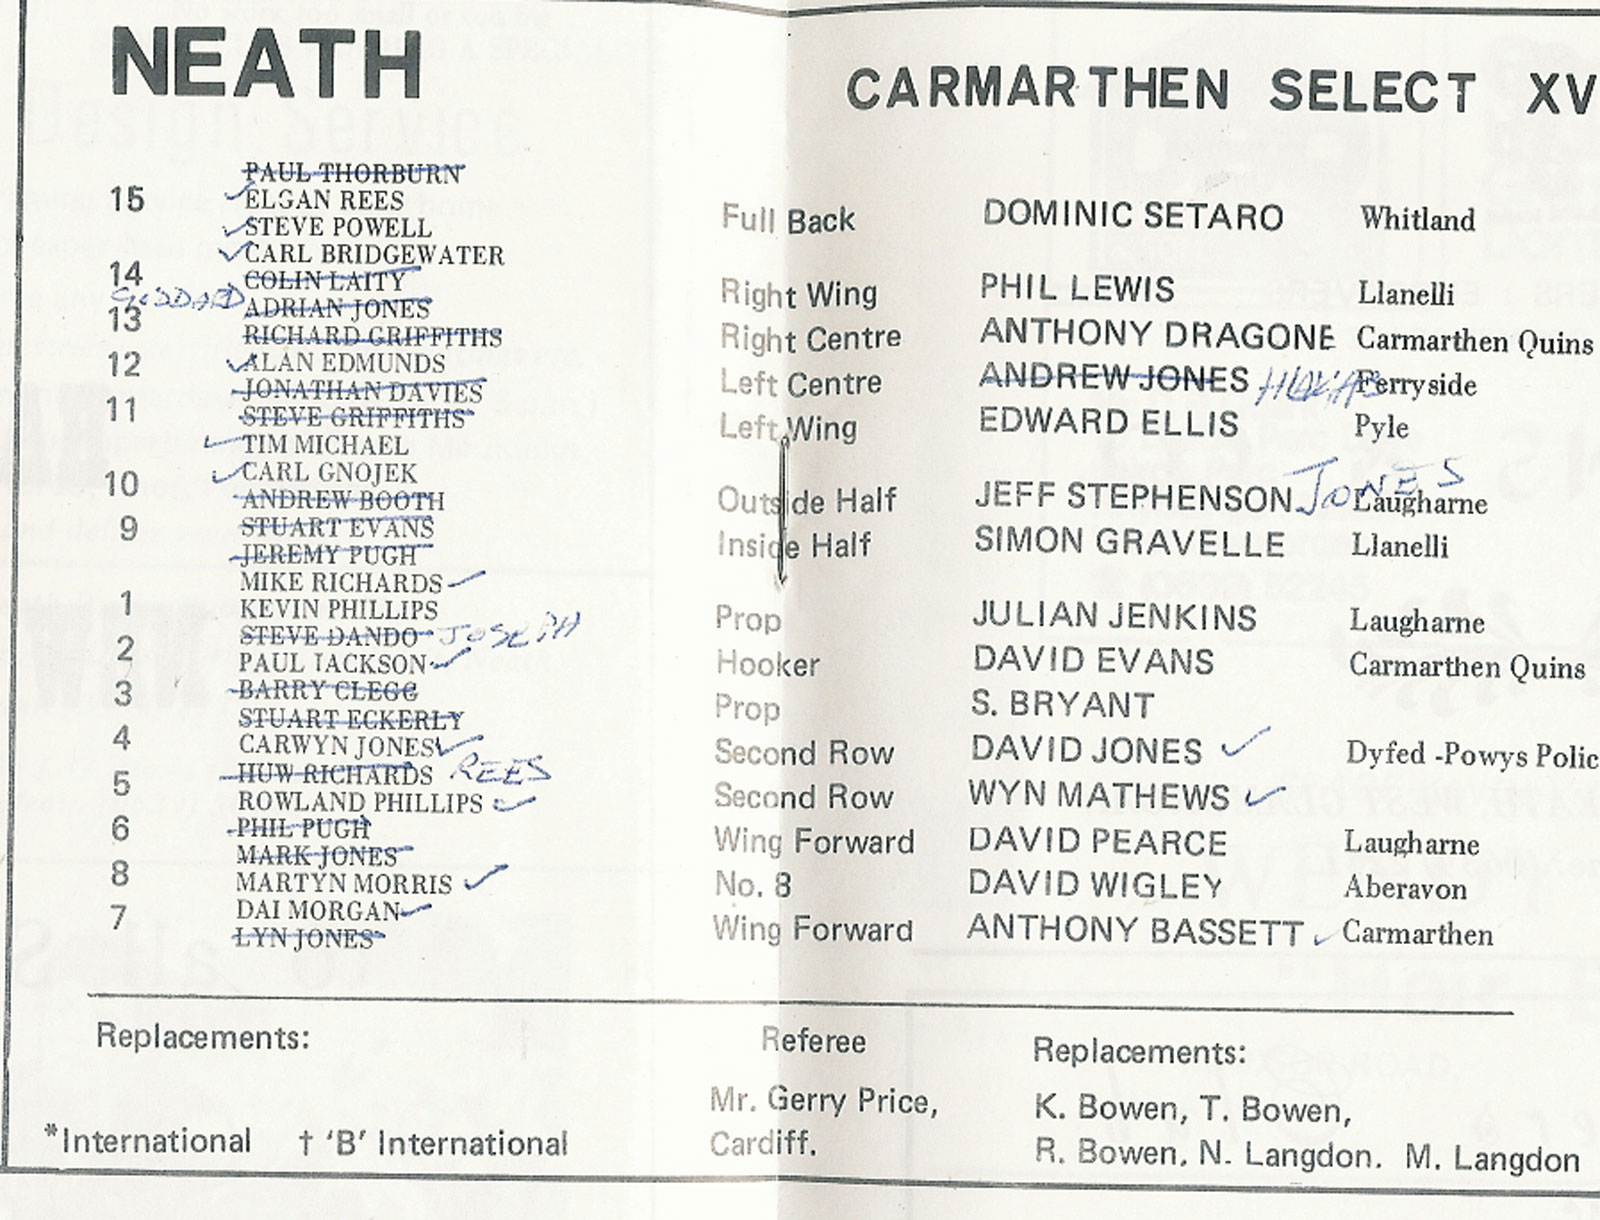 NEATH
CARMARTHEN SELECT XV
PAUL THORBURN
15 ELGAN REES
STEVE POWELL
CARL BRIDGEWATER
14 COLIN LAITY
GODDARD ADRIAN JONES
13 RICHARD GRIFFITHS
12 ALAN EDMUNDS
JONATHAN DAVIES
11 STEVE GRIFFITHS
TIM MICHAEL
10 CARL GNOJEK
ANDREW BOOTH
9 STUART EVANS
JEREMY PUGH
MIKE RICHARDS
1 KEVIN PHILLIPS
STEVE DANDO JOSEPH
2 PAUL JACKSON
3 BARRY CLEGG
STUART ECKERLY
4 CARWYN JONES
HUW RICHARDS REES
5 ROWLAND PHILLIPS
6 PHIL PUGH
MARK JONES
8 MARTYN MORRIS
7 DAI MORGAN
LYN JONES
Full Back DOMINIC SETARO Whitland
Right Wing PHIL LEWIS Llanelli
Right Centre ANTHONY DRAGONE Carmarthen Quins
Left Centre ANDREW JONES Ferryside
Left Wing EDWARD ELLIS Pyle
Outside Half JEFF STEPHENSON JONES Laugharne
Inside Half SIMON GRAVELLE Llanelli
Prop JULIAN JENKINS Laugharne
Hooker DAVID EVANS Carmarthen Quins
Prop S. BRYANT
Second Row DAVID JONES Dyfed -Powys Polic
Second Row WYN MATHEWS
Wing Forward DAVID PEARCE Laugharne
No. 8 DAVID WIGLEY Aberavon
Wing Forward ANTHONY BASSETT Carmarthen
Replacements:
*International † 'B' International
Referee
Mr. Gerry Price,
Cardiff.
Replacements:
K. Bowen, T. Bowen,
R. Bowen, N. Langdon. M. Langdon